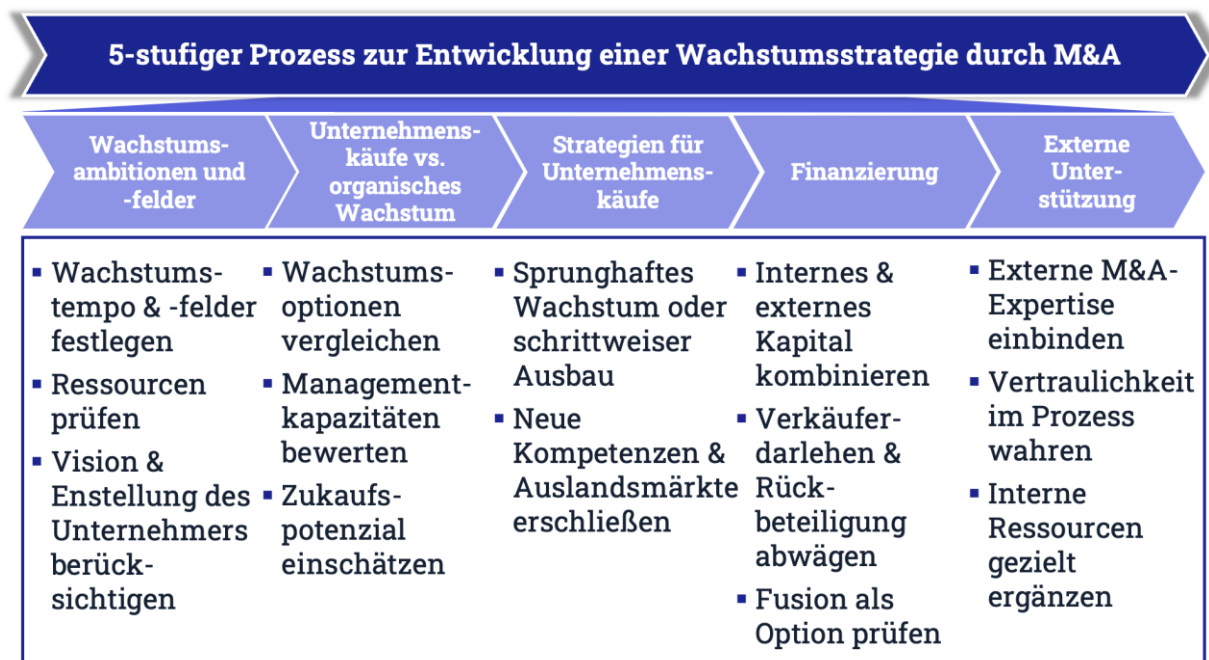 5-stufiger Prozess zur Entwicklung einer Wachstumsstrategie durch M&A
Wachstums-
ambitionen und
-felder
Unternehmens-
käufe vs.
organisches
Wachstum
Strategien für
Unternehmens-
käufe
Finanzierung
Externe
Unter-
stützung
▪ Wachstums-
tempo & -felder
festlegen
▪ Ressourcen
prüfen
▪ Vision &
Enstellung des
Unternehmers
berück-
sichtigen
▪ Wachstums-
optionen
vergleichen
▪ Management-
kapazitäten
bewerten
▪ Zukaufs-
potenzial
einschätzen
▪ Sprunghaftes
Wachstum oder
schrittweiser
Ausbau
▪ Neue
Kompetenzen &
Auslandsmärkte
erschließen
▪ Internes &
externes
Kapital
kombinieren
▪ Verkäufer-
darlehen &
Rück-
beteiligung
abwägen
▪ Fusion als
Option prüfen
▪ Externe M&A-
Expertise
einbinden
▪ Vertraulichkeit
im Prozess
wahren
▪ Interne
Ressourcen
gezielt
ergänzen